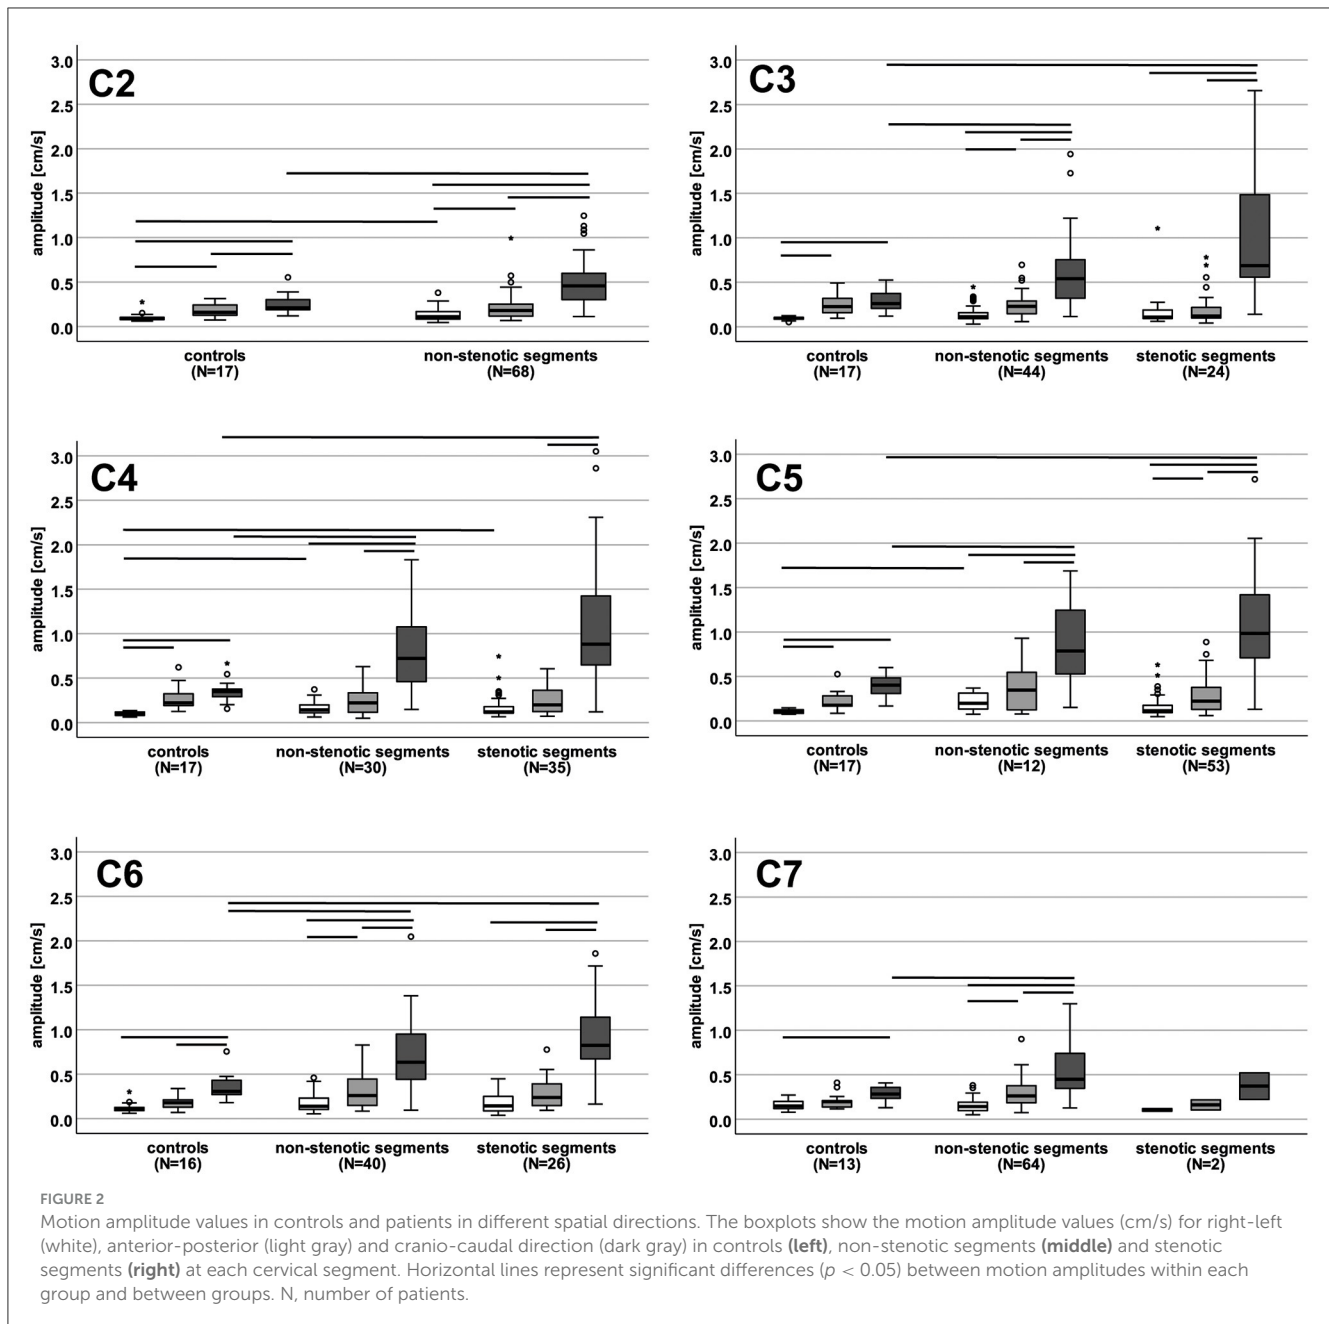 C2
amplitude [cm/s]
3.0
2.5
2.0
1.5
1.0
0.5
0.0
controls
(N=17)
non-stenotic segments
(N=68)
C3
amplitude [cm/s]
3.0
2.5
2.0
1.5
1.0
0.5
0.0
controls
(N=17)
non-stenotic segments
(N=44)
stenotic segments
(N=24)
C4
amplitude [cm/s]
3.0
2.5
2.0
1.5
1.0
0.5
0.0
controls
(N=17)
non-stenotic segments
(N=30)
stenotic segments
(N=35)
C5
amplitude [cm/s]
3.0
2.5
2.0
1.5
1.0
0.5
0.0
controls
(N=17)
non-stenotic segments
(N=12)
stenotic segments
(N=53)
C6
amplitude [cm/s]
3.0
2.5
2.0
1.5
1.0
0.5
0.0
controls
(N=16)
non-stenotic segments
(N=40)
stenotic segments
(N=26)
C7
amplitude [cm/s]
3.0
2.5
2.0
1.5
1.0
0.5
0.0
controls
(N=13)
non-stenotic segments
(N=64)
stenotic segments
(N=2)
FIGURE 2
Motion amplitude values in controls and patients in different spatial directions. The boxplots show the motion amplitude values (cm/s) for right-left
(white), anterior-posterior (light gray) and cranio-caudal direction (dark gray) in controls (left), non-stenotic segments (middle) and stenotic
segments (right) at each cervical segment. Horizontal lines represent significant differences (p < 0.05) between motion amplitudes within each
group and between groups. N, number of patients.